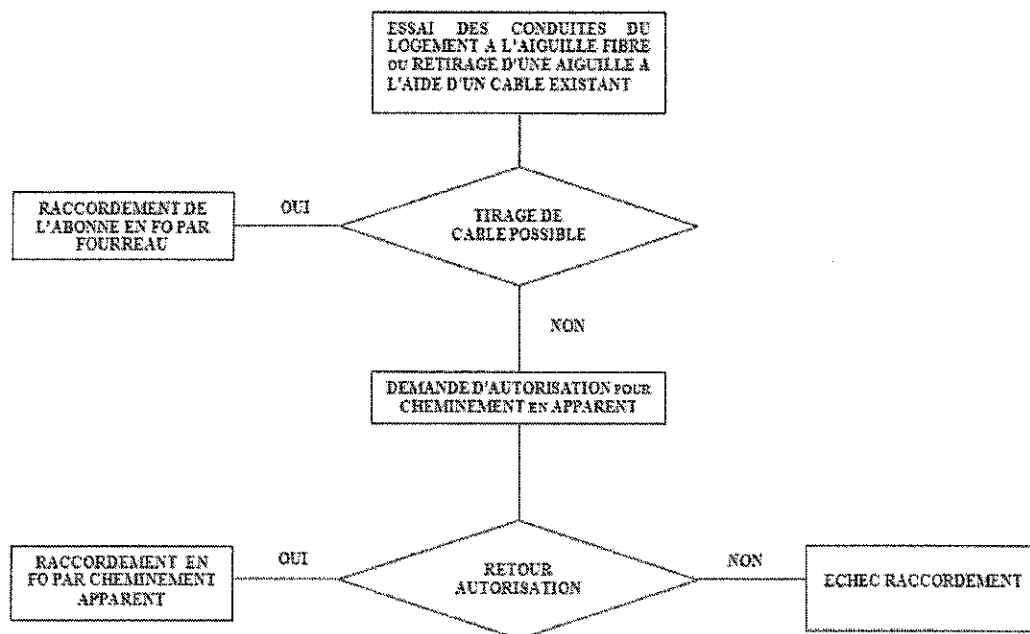 ESSAI DES CONDUITES DU
LOGEMENT A L'AIGUILLE FIBRE
OU RETIRAGE D'UNE AIGUILLE A
L'AIDE D'UN CABLE EXISTANT
RACCORDEMENT DE
L'ABONNE EN FO PAR
FOURREAU
OUI
TIRAGE DE
CABLE POSSIBLE
NON
DEMANDE D'AUTORISATION POUR
CHEMINEMENT EN APPARENT
RACCORDEMENT EN
FO PAR CHEMINEMENT
APPARENT
OUI
RETOUR
AUTORISATION
NON
ECHEC RACCORDEMENT